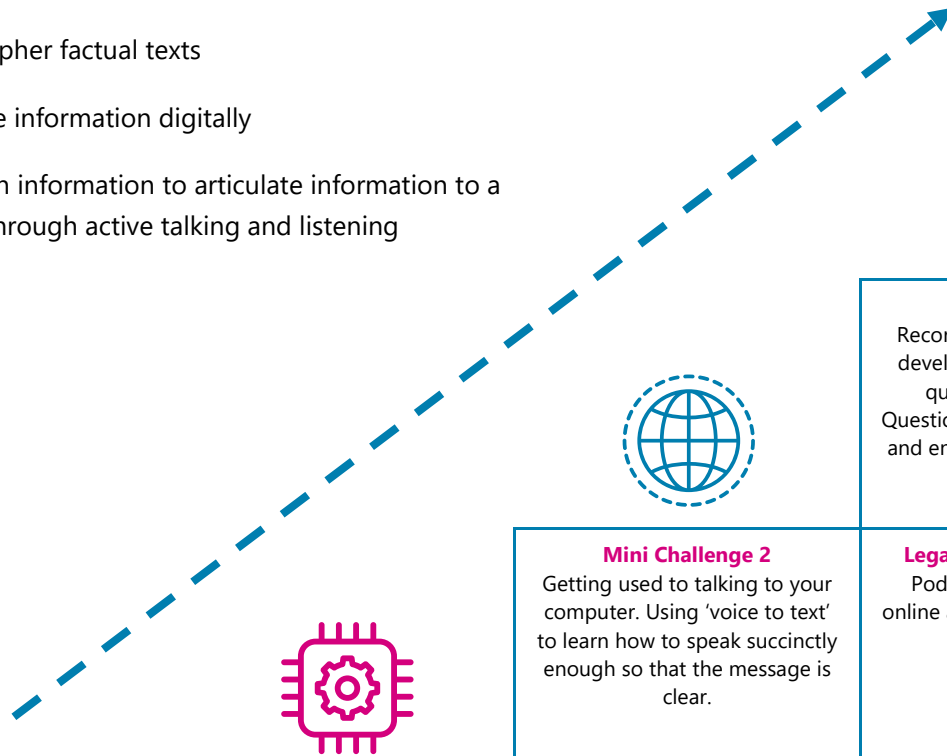 pher factual texts
e information digitally
n information to articulate information to a
hrough active talking and listening
Recor
devel
qu
Questic
and er
Mini Challenge 2
Getting used to talking to your
computer. Using ‘voice to text’
to learn how to speak succinctly
enough so that the message is
clear.
Lega
Pod
online